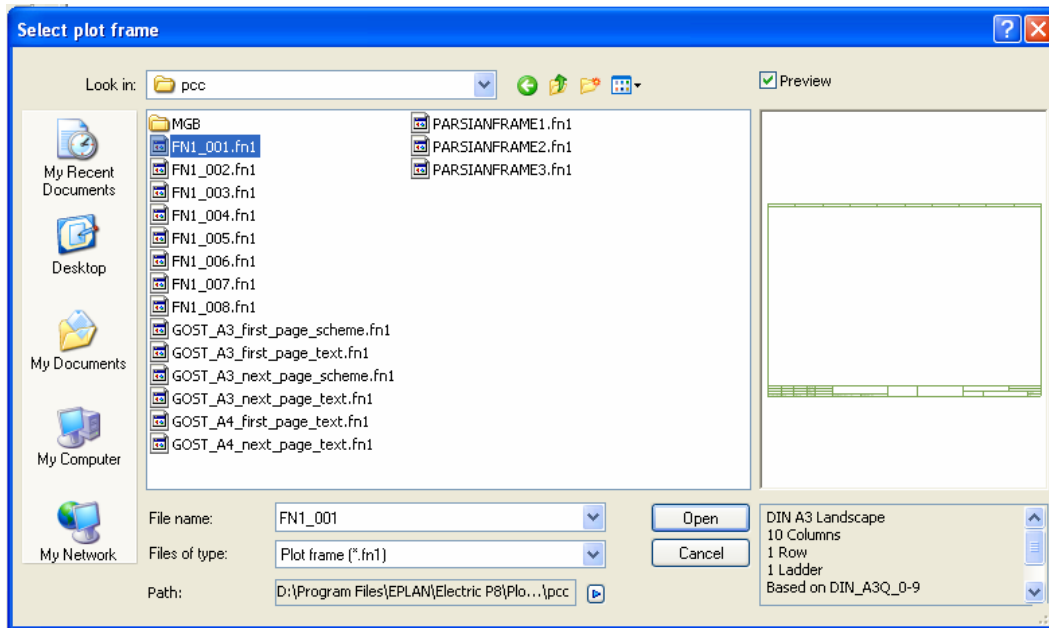 Select plot frame
Look in: pcc
Preview
My Recent Documents
Desktop
My Documents
My Computer
My Network
MGB
FN1_001.fn1
FN1_002.fn1
FN1_003.fn1
FN1_004.fn1
FN1_005.fn1
FN1_006.fn1
FN1_007.fn1
FN1_008.fn1
GOST_A3_first_page_scheme.fn1
GOST_A3_first_page_text.fn1
GOST_A3_next_page_scheme.fn1
GOST_A3_next_page_text.fn1
GOST_A4_first_page_text.fn1
GOST_A4_next_page_text.fn1
PARSIANFRAME1.fn1
PARSIANFRAME2.fn1
PARSIANFRAME3.fn1
File name: FN1_001
Open
Files of type: Plot frame (*.fn1)
Cancel
Path: D:\Program Files\EPLAN\Electric P8\Plo...\pcc
DIN A3 Landscape
10 Columns
1 Row
1 Ladder
Based on DIN_A3Q_0-9